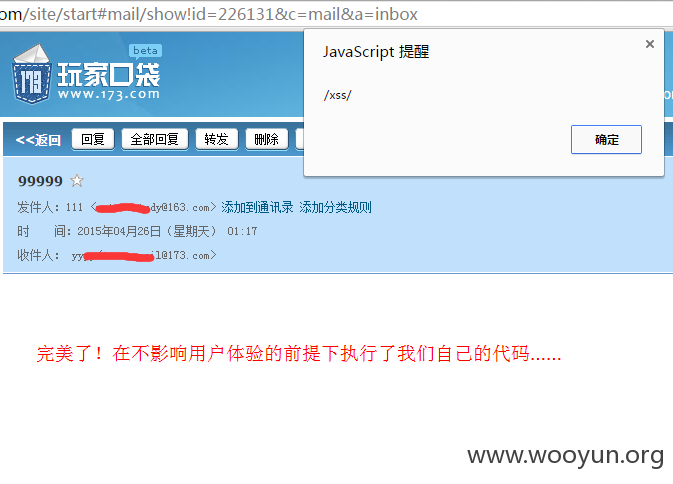 om/site/start#mail/show!id=226131&c=mail&a=inbox
JavaScript 提醒
/xss/
确定
beta
173 玩家口袋
www.173.com
<<返回 回复 全部回复 转发 删除
99999
发件人：111 < dy@163.com> 添加到通讯录 添加分类规则
时 间：2015年04月26日（星期天） 01:17
收件人： yy il@173.com>
完美了！在不影响用户体验的前提下执行了我们自己的代码......
www.wooyun.org